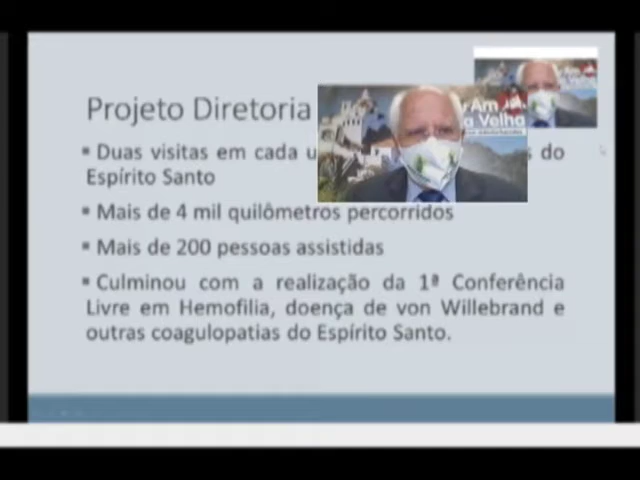 Projeto Diretoria
Am
a Velha
▪ Duas visitas em cada u
s do
Espírito Santo
▪ Mais de 4 mil quilômetros percorridos
▪ Mais de 200 pessoas assistidas
▪ Culminou com a realização da 1ª Conferência
Livre em Hemofilia, doença de von Willebrand e
outras coagulopatias do Espírito Santo.